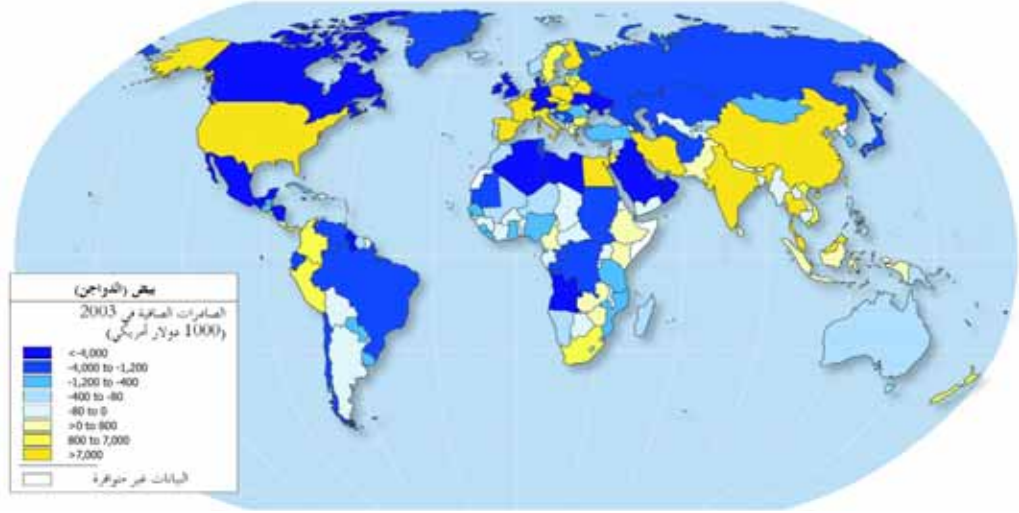 بيض (الدواجن)
الصادرات الصافية في 2003
(1000 دولار أمريكي)
<-4,000
-4,000 to -1,200
-1,200 to -400
-400 to -80
-80 to 0
>0 to 800
800 to 7,000
>7,000
البيانات غير متوافرة